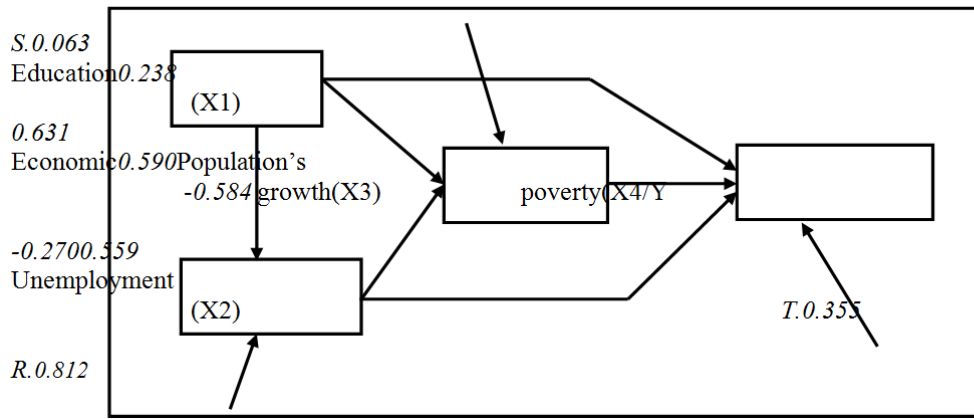 S.0.063
Education0.238
(X1)
0.631
Economic0.590Population's
-0.584 growth(X3) poverty(X4/Y
-0.2700.559
Unemployment
(X2)
T.0.355
R.0.812